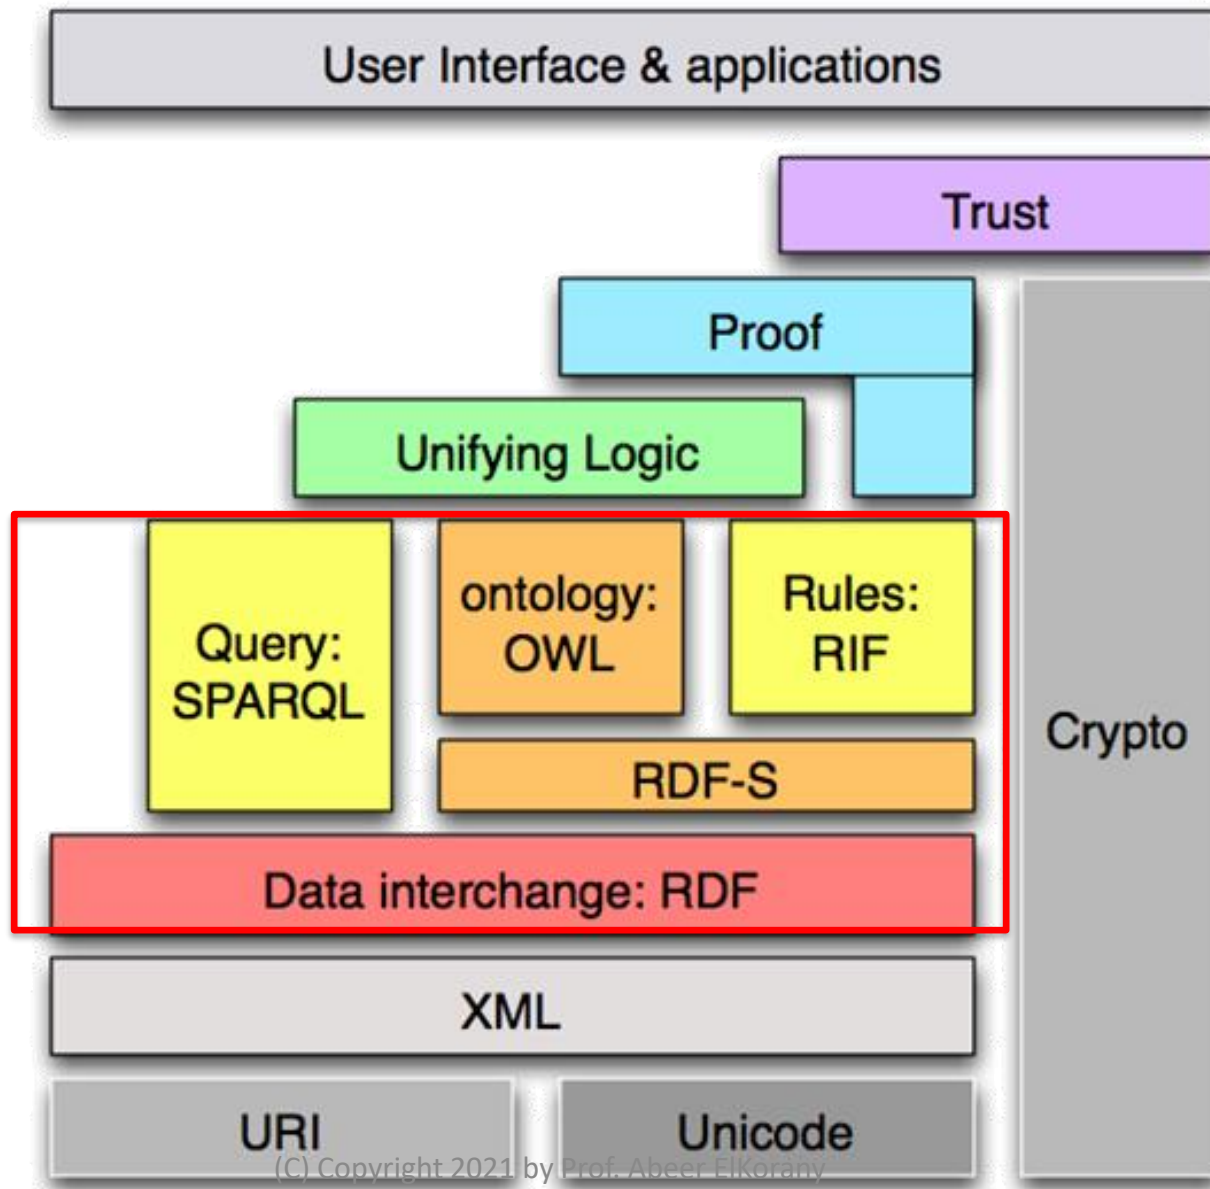 User Interface & applications
Trust
Proof
Unifying Logic
Query:
SPARQL
ontology:
OWL
Rules:
RIF
Crypto
RDF-S
Data interchange: RDF
XML
URI
Unicode
(C) Copyright 2021 by Prof. Abeer ElKorany